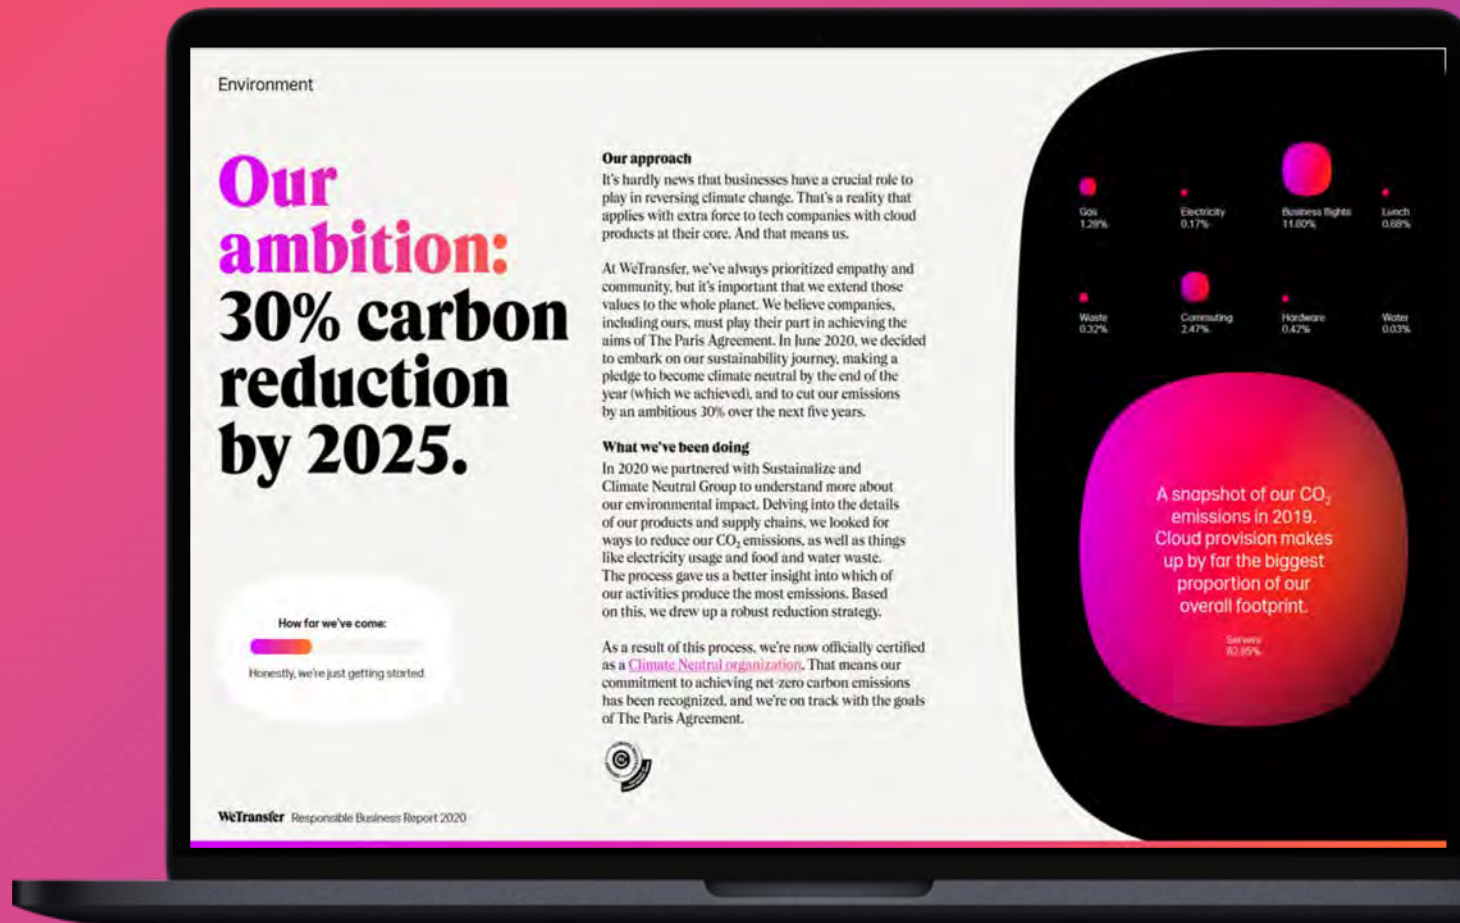 Environment
Our
ambition:
30% carbon
reduction
by 2025.
How far we've come:
Honestly, we're just getting started
WeTransfer Responsible Business Report 2020
Our approach
It's hardly news that businesses have a crucial role to
play in reversing climate change. That's a reality that
applies with extra force to tech companies with cloud
products at their core. And that means us.
At WeTransfer, we've always prioritized empathy and
community, but it's important that we extend those
values to the whole planet. We believe companies,
including ours, must play their part in achieving the
aims of The Paris Agreement. In June 2020, we decided
to embark on our sustainability journey, making a
pledge to become climate neutral by the end of the
year (which we achieved), and to cut our emissions
by an ambitious 30% over the next five years.
What we've been doing
In 2020 we partnered with Sustainalize and
Climate Neutral Group to understand more about
our environmental impact. Delving into the details
of our products and supply chains, we looked for
ways to reduce our CO₂ emissions, as well as things
like electricity usage and food and water waste.
The process gave us a better insight into which of
our activities produce the most emissions. Based
on this, we drew up a robust reduction strategy.
As a result of this process, we're now officially certified
as a Climate Neutral organization. That means our
commitment to achieving net-zero carbon emissions
has been recognized, and we're on track with the goals
of The Paris Agreement.
Gas
1.28%
Electricity
0.17%
Business flights
11.80%
Lunch
0.68%
Waste
0.32%
Commuting
2.47%
Hardware
0.42%
Water
0.03%
A snapshot of our CO₂
emissions in 2019.
Cloud provision makes
up by far the biggest
proportion of our
overall footprint.
Servers